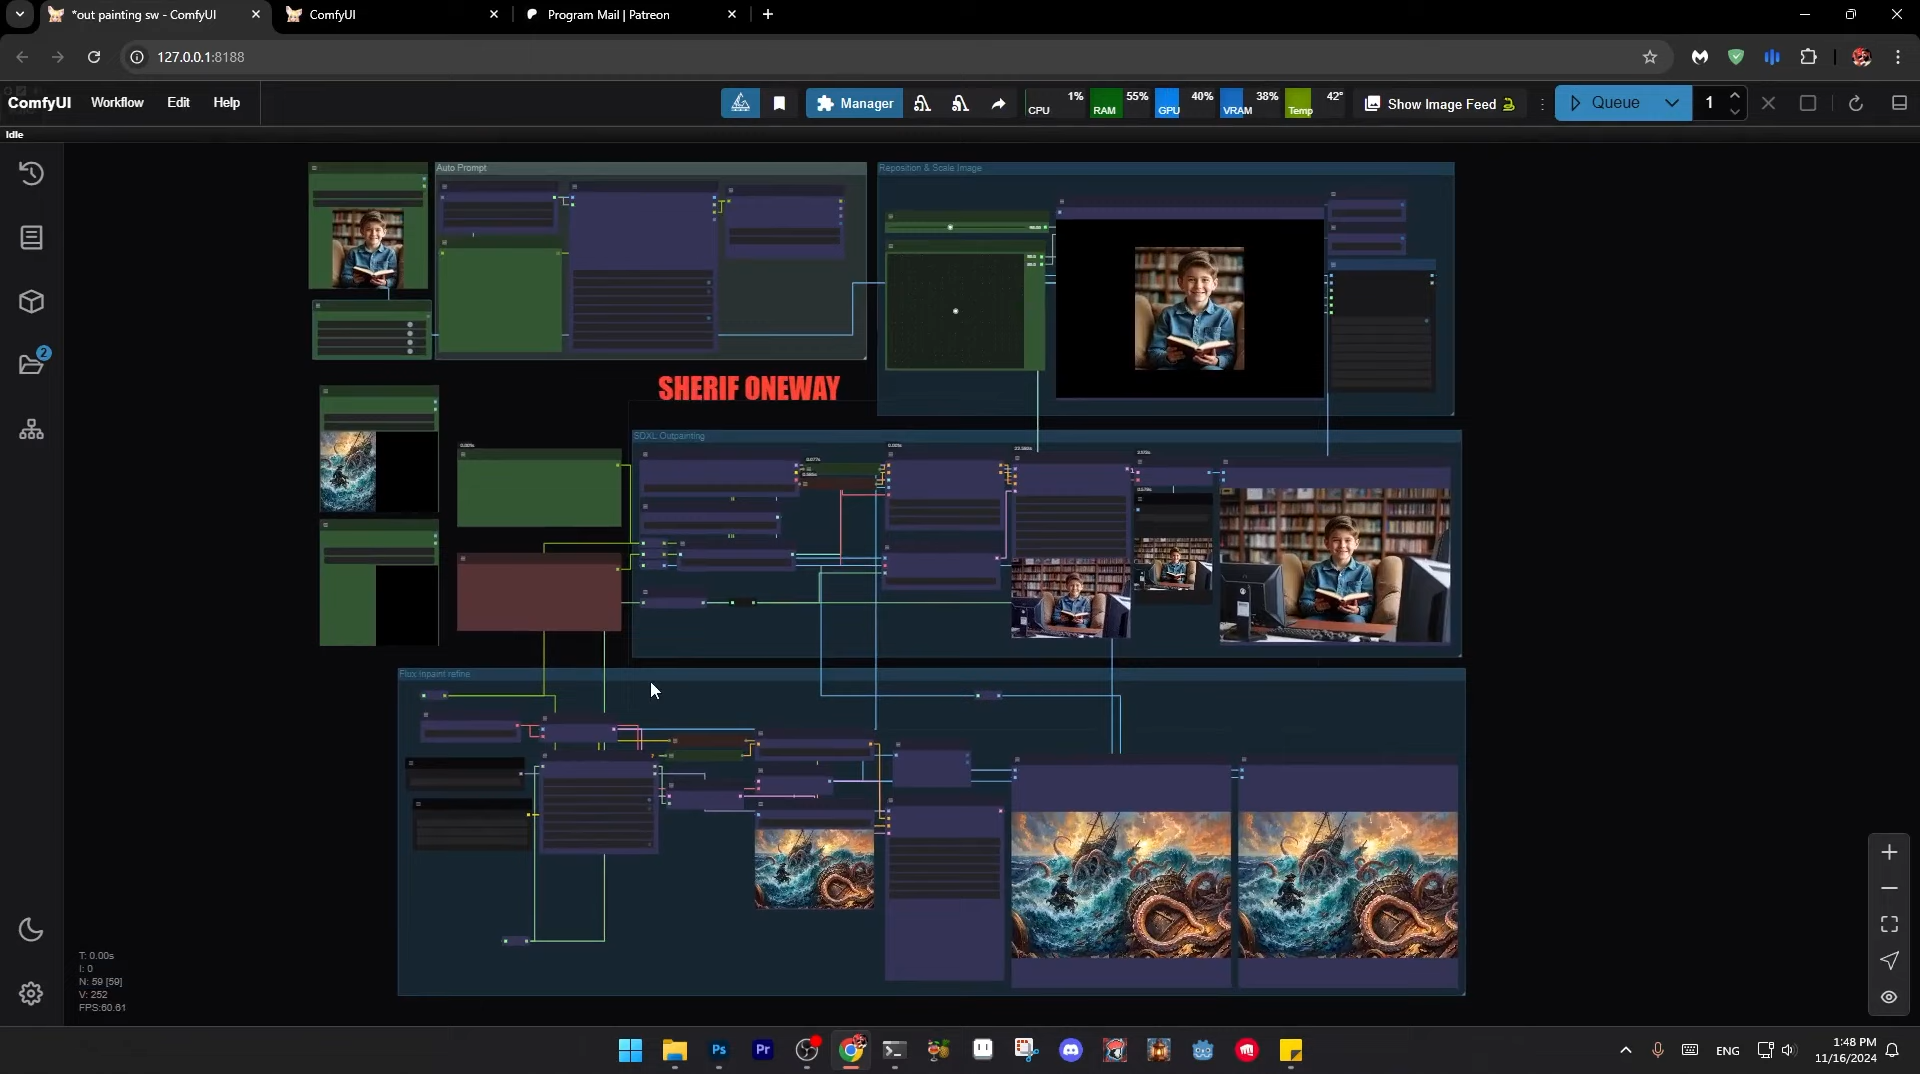 *out painting sw - ComfyUI
ComfyUI
Program Mail | Patreon
127.0.0.1:8188
ComfyUI
Workflow
Edit
Help
Manager
CPU
1%
RAM
55%
GPU
40%
VRAM
38%
Temp
42°
Show Image Feed
Queue
1
Idle
2
Auto Prompt
Reposition & Scale Image
SHERIF ONEWAY
SDXL Outpainting
Flux Inpaint refine
T: 0.00s
I: 0
N: 59 [59]
V: 252
FPS:60.61
Ps
Pr
ENG
1:48 PM
11/16/2024